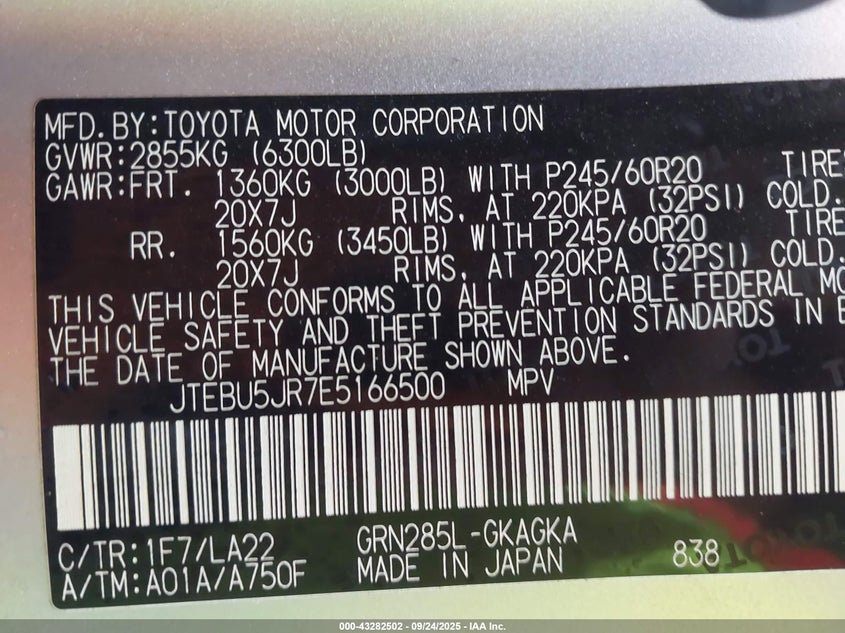 MFD.BY:TOYOTA MOTOR CORPORATION
GVWR:2855KG (6300LB)
GAWR:FRT. 1360KG (3000LB) WITH P245/60R20 TIRE
20X7J RIMS, AT 220KPA (32PSI) COLD.
RR. 1560KG (3450LB) WITH P245/60R20 TIRE
20X7J RIMS, AT 220KPA (32PSI) COLD.
THIS VEHICLE CONFORMS TO ALL APPLICABLE FEDERAL MO
VEHICLE SAFETY AND THEFT PREVENTION STANDARDS IN E
THE DATE OF MANUFACTURE SHOWN ABOVE.
JTEBU5JR7E5166500 MPV
C/TR:1F7/LA22 GRN285L-GKAGKA
A/TM:A01A/A750F MADE IN JAPAN 838
000-43282502 - 09/24/2025 - IAA Inc.